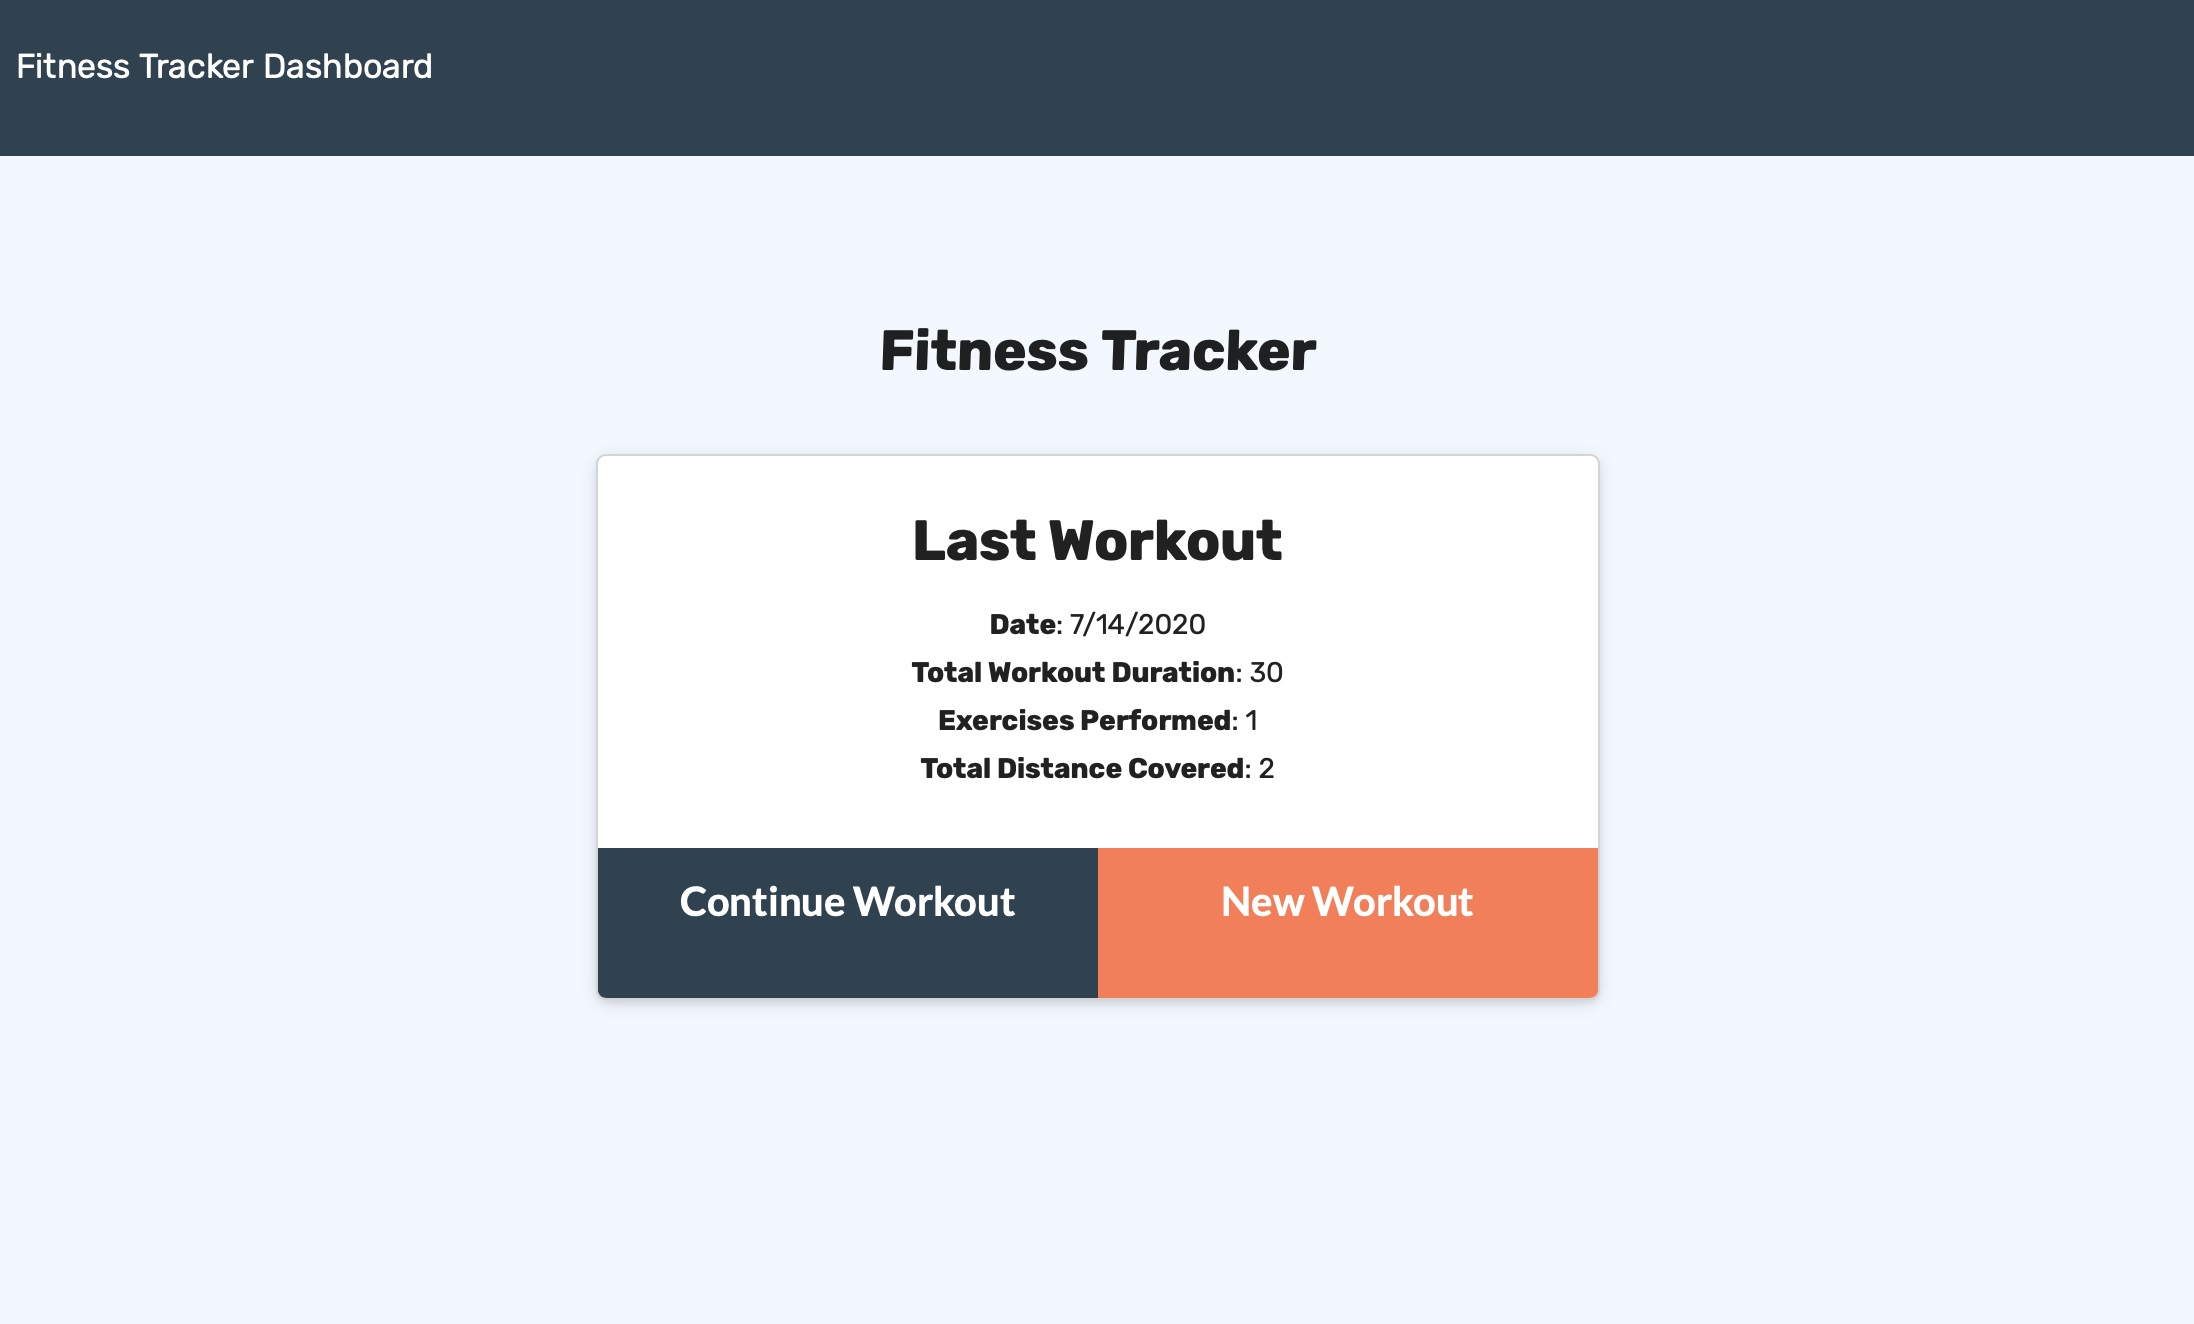 Fitness Tracker Dashboard
Fitness Tracker
Last Workout
Date: 7/14/2020
Total Workout Duration: 30
Exercises Performed: 1
Total Distance Covered: 2
Continue Workout
New Workout